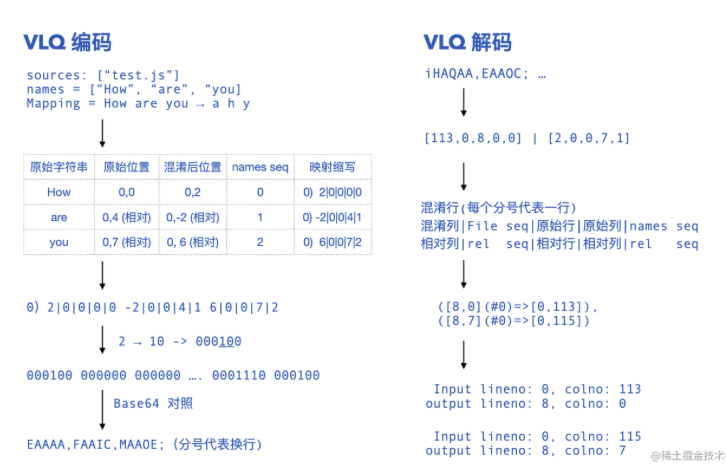 VLQ 编码
sources: [“test.js”]
names = [“How”, “are”, “you]
Mapping = How are you → a h y
原始字符串 原始位置 混淆后位置 names seq 映射缩写
How 0,0 0,2 0 0) 2|0|0|0|0
are 0,4 (相对) 0,-2 (相对) 1 0) -2|0|0|4|1
you 0,7 (相对) 0, 6 (相对) 2 0) 6|0|0|7|2
0) 2|0|0|0|0 -2|0|0|4|1 6|0|0|7|2
2 → 10 -> 000100
000100 000000 000000 …. 0001110 000100
Base64 对照
EAAAA,FAAIC,MAAOE; (分号代表换行)
VLQ 解码
iHAQAA,EAAOC; …
[113,0,8,0,0] | [2,0,0,7,1]
混淆行(每个分号代表一行)
混淆列|File seq|原始行|原始列|names seq
相对列|rel seq|相对行|相对列|rel seq
([8,0](#0)=>[0,113]),
([8,7](#0)=>[0,115])
Input lineno: 0, colno: 113
output lineno: 8, colno: 0
Input lineno: 0, colno: 115
output lineno: 8, colno: 7
@稀土掘金技术